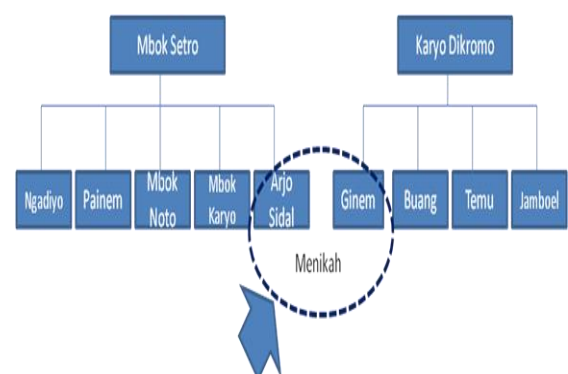 Mbok Setro
Karyo Dikromo
Ngadiyo
Painem
Mbok
Noto
Mbok
Karyo
Arjo
Sidal
Ginem
Buang
Temu
Jamboel
Menikah